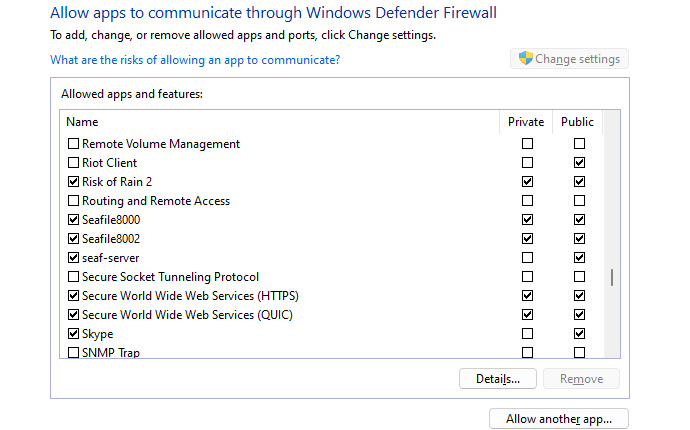 Allow apps to communicate through Windows Defender Firewall
To add, change, or remove allowed apps and ports, click Change settings.
What are the risks of allowing an app to communicate?
Change settings
Allowed apps and features:
Name Private Public
Remote Volume Management
Riot Client
Risk of Rain 2
Routing and Remote Access
Seafile8000
Seafile8002
seaf-server
Secure Socket Tunneling Protocol
Secure World Wide Web Services (HTTPS)
Secure World Wide Web Services (QUIC)
Skype
SNMP Trap
Details... Remove
Allow another app...